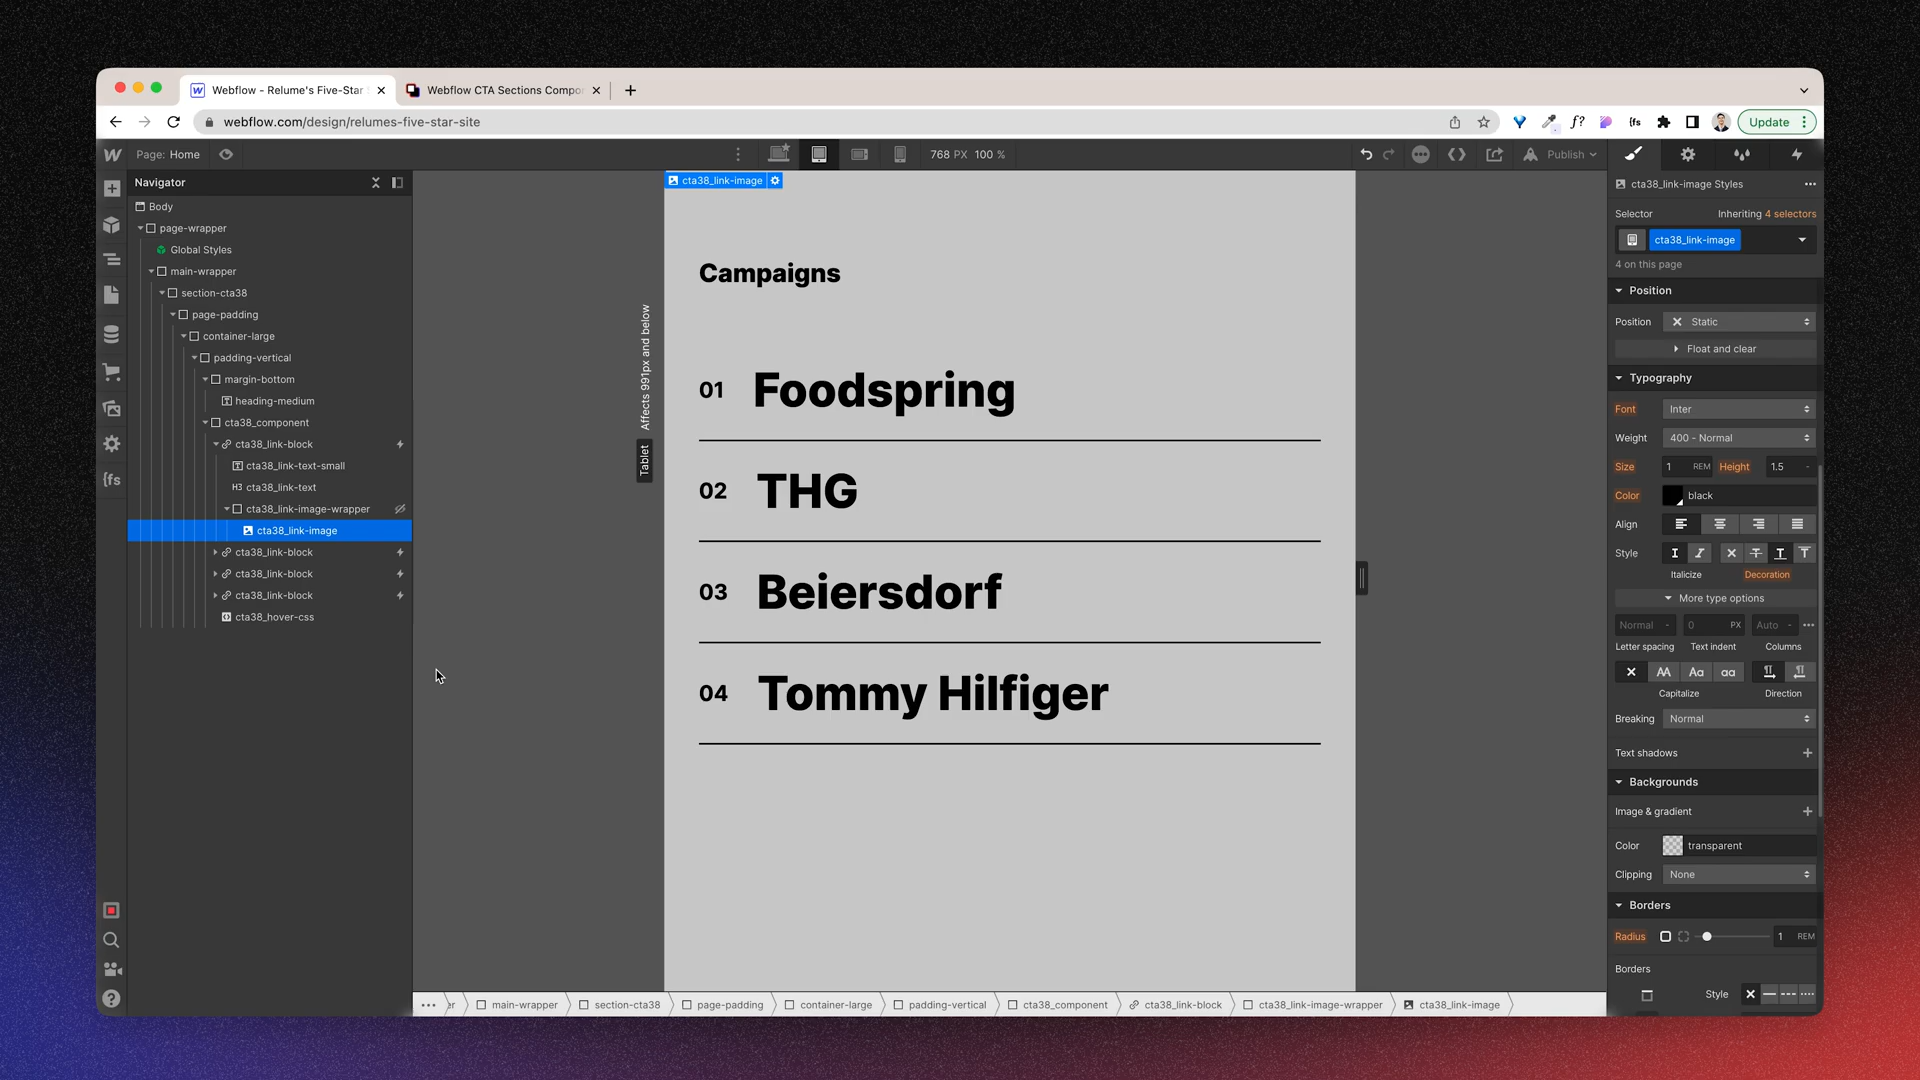 Webflow - Relume's Five-Star S
Webflow CTA Sections Compo
webflow.com/design/relumes-five-star-site
f?
{fs
Update
Page: Home
768 PX 100 %
Publish
Navigator
Body
page-wrapper
Global Styles
main-wrapper
section-cta38
page-padding
container-large
padding-vertical
margin-bottom
heading-medium
cta38_component
cta38_link-block
cta38_link-text-small
H3 cta38_link-text
cta38_link-image-wrapper
cta38_link-image
cta38_link-block
cta38_link-block
cta38_link-block
cta38_hover-css
{fs
Tablet Affects 991px and below
cta38_link-image
Campaigns
01 Foodspring
02 THG
03 Beiersdorf
04 Tommy Hilfiger
cta38_link-image Styles
Selector Inheriting 4 selectors
cta38_link-image
4 on this page
Position
Position Static
Float and clear
Typography
Font Inter
Weight 400 - Normal
Size 1 REM Height 1.5 -
Color black
Align
Style
Italicize Decoration
More type options
Normal - 0 PX Auto -
Letter spacing Text indent Columns
AA Aa aa
Capitalize Direction
Breaking Normal
Text shadows
Backgrounds
Image & gradient
Color transparent
Clipping None
Borders
Radius 1 REM
Borders
Style
er main-wrapper section-cta38 page-padding container-large padding-vertical cta38_component cta38_link-block cta38_link-image-wrapper cta38_link-image